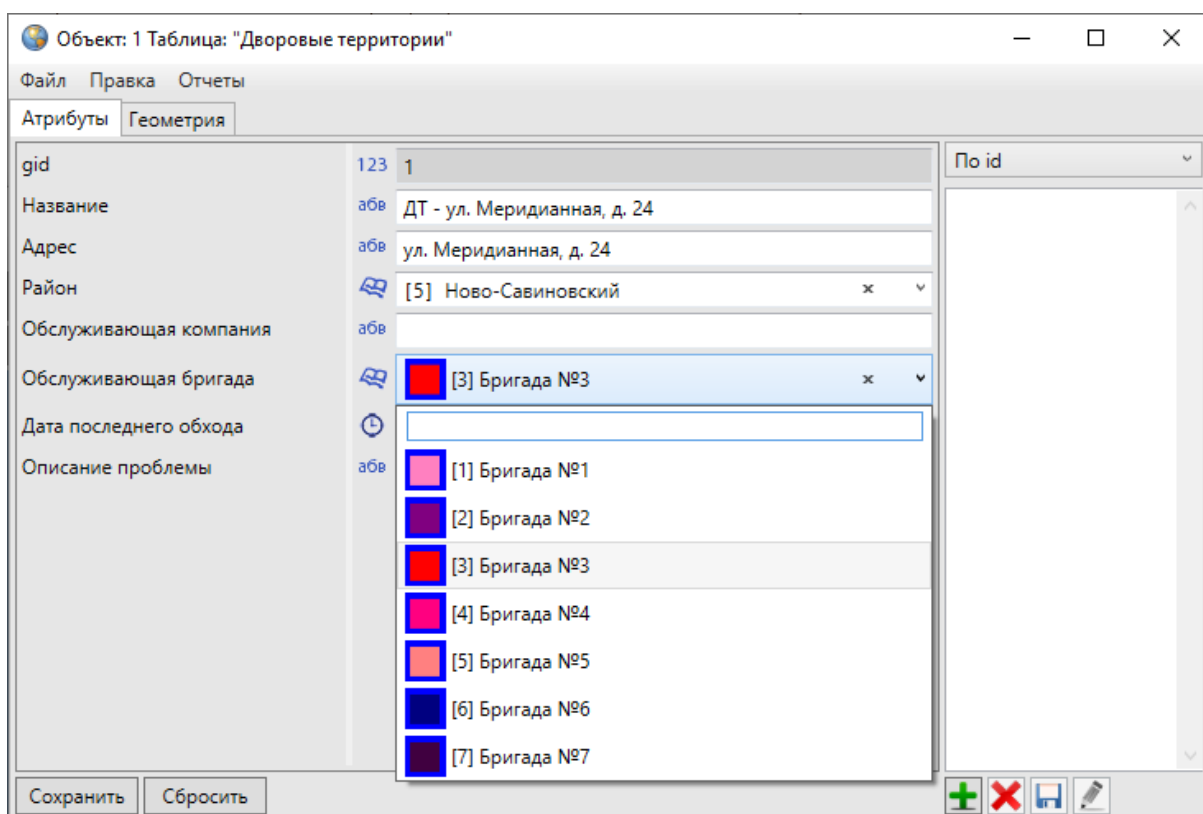 Объект: 1 Таблица: "Дворовые территории"
Файл Правка Отчеты
Атрибуты Геометрия
gid 123 1
По id
Название абв ДТ - ул. Меридианная, д. 24
Адрес абв ул. Меридианная, д. 24
Район [5] Ново-Савиновский
Обслуживающая компания абв
Обслуживающая бригада [3] Бригада №3
Дата последнего обхода
Описание проблемы абв
[1] Бригада №1
[2] Бригада №2
[3] Бригада №3
[4] Бригада №4
[5] Бригада №5
[6] Бригада №6
[7] Бригада №7
Сохранить Сбросить